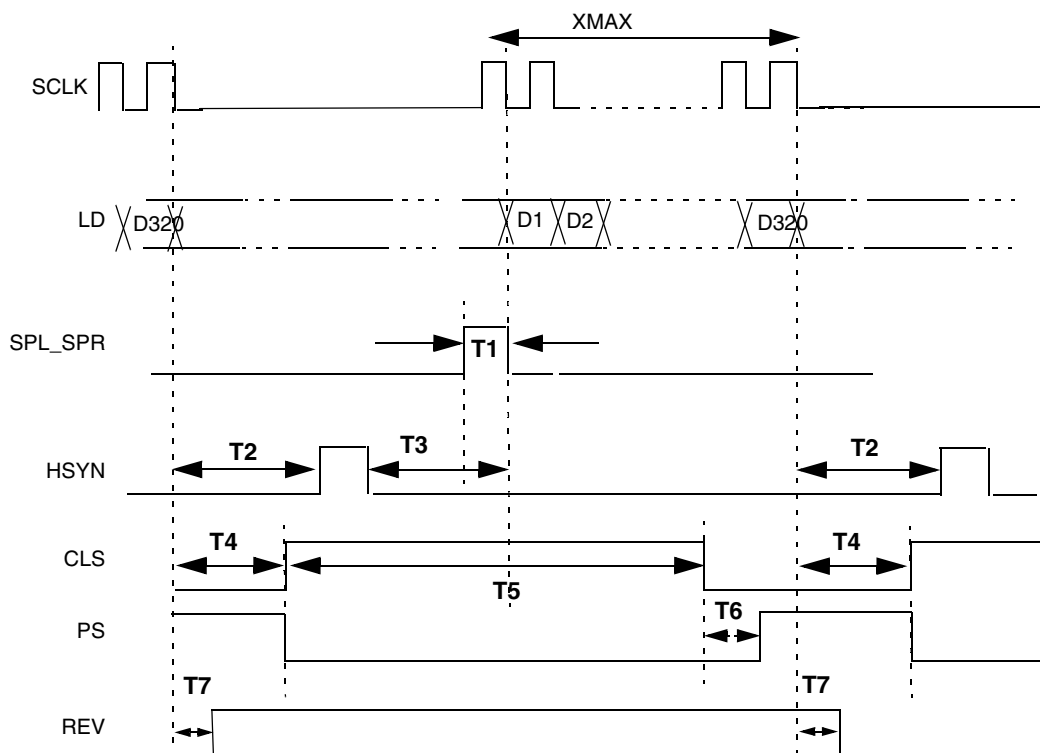 XMAX
SCLK
LD
D320
D1
D2
D320
SPL_SPR
T1
HSYN
T2
T3
T2
CLS
T4
T5
T4
PS
T6
REV
T7
T7